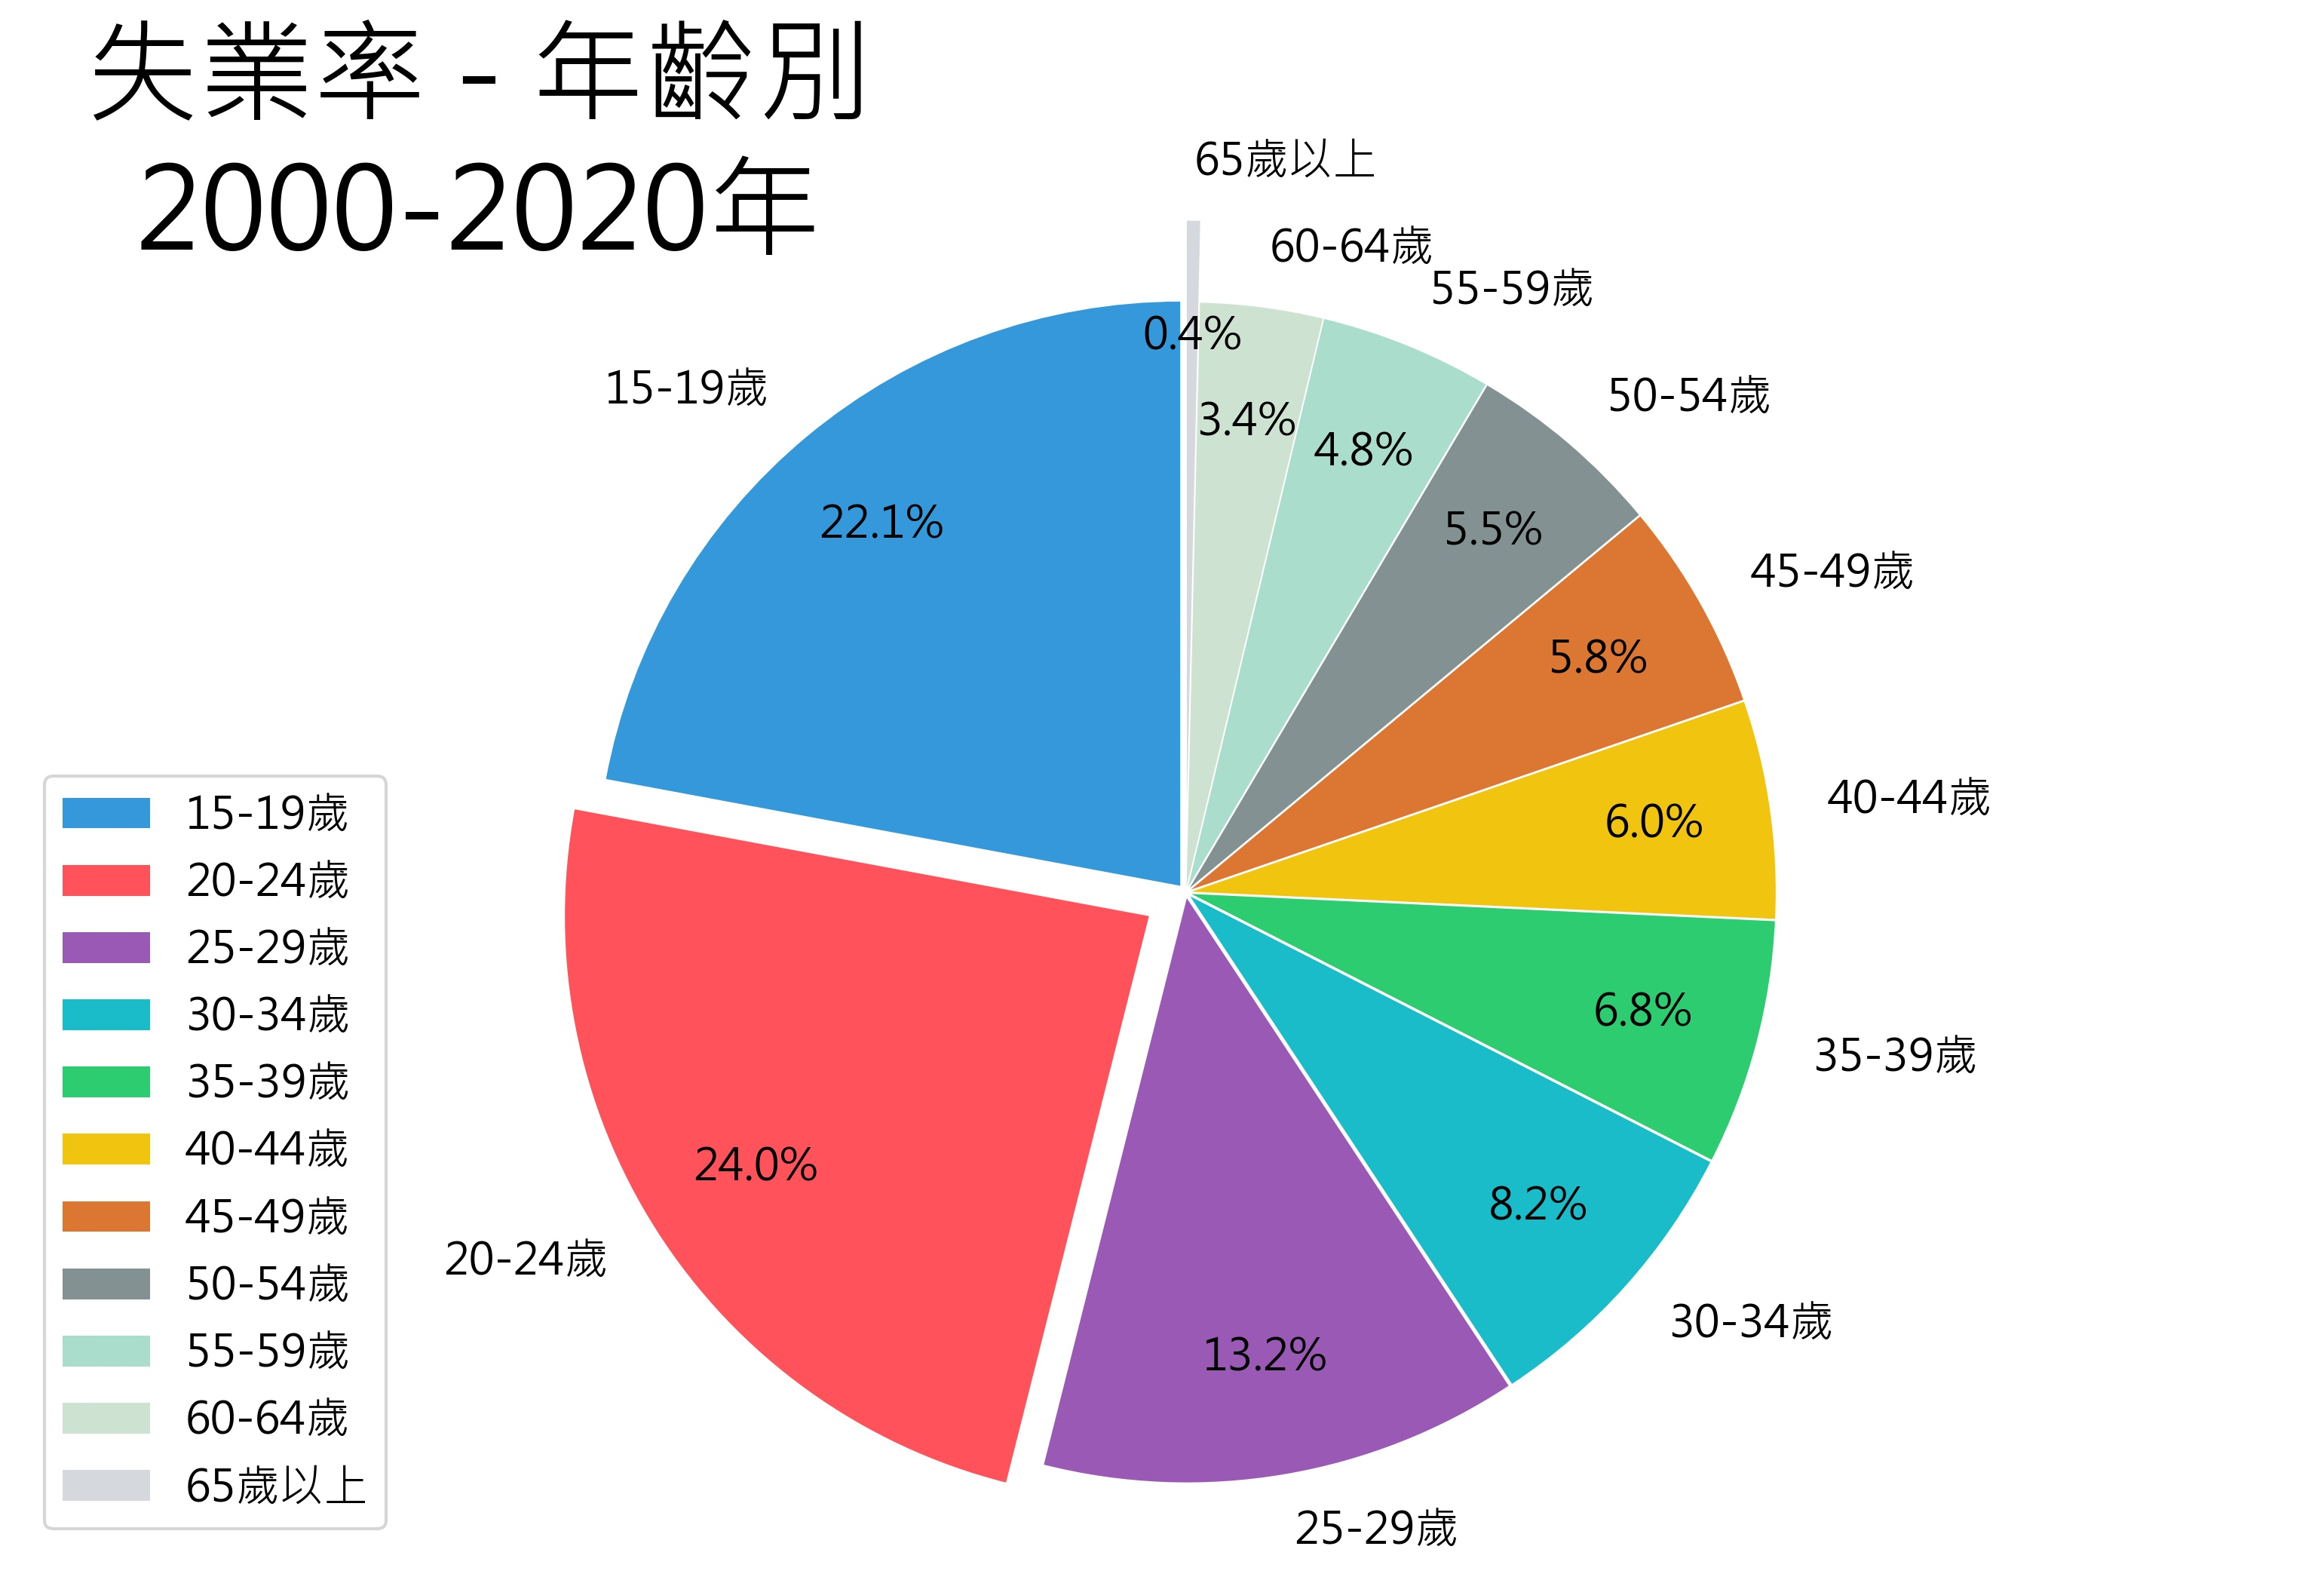 失業率 - 年齢別
2000-2020年
65歳以上
60-64歳
55-59歳
50-54歳
45-49歳
40-44歳
35-39歳
30-34歳
25-29歳
20-24歳
15-19歳
0.4%
3.4%
4.8%
5.5%
5.8%
6.0%
6.8%
8.2%
13.2%
24.0%
22.1%
15-19歳
20-24歳
25-29歳
30-34歳
35-39歳
40-44歳
45-49歳
50-54歳
55-59歳
60-64歳
65歳以上